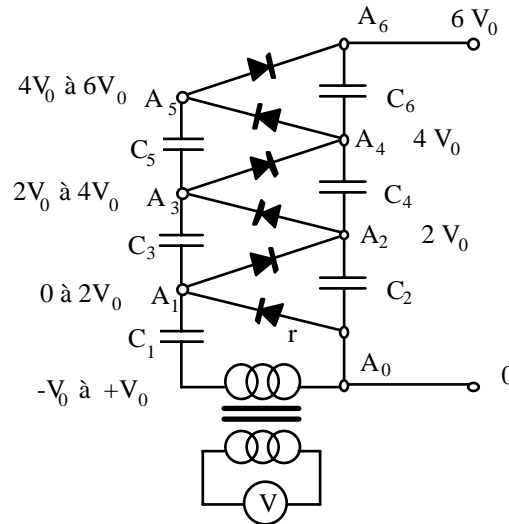 A6 6 V0
4V0 à 6V0 A5 C6
C5 A4 4 V0
2V0 à 4V0 A3 C4
C3 A2 2 V0
0 à 2V0 A1 C2
C1 r
-V0 à +V0 A0 0
V